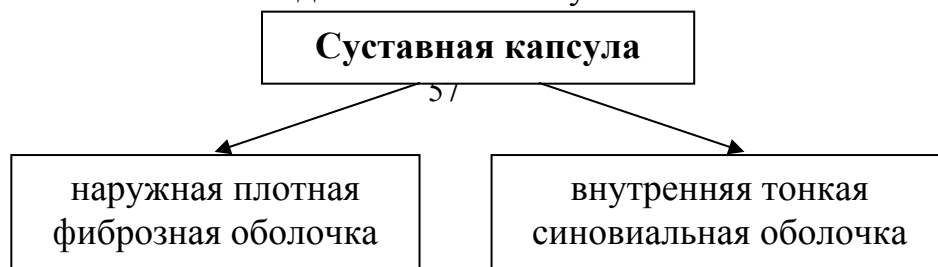 Суставная капсула
57
наружная плотная
фиброзная оболочка
внутренняя тонкая
синовиальная оболочка